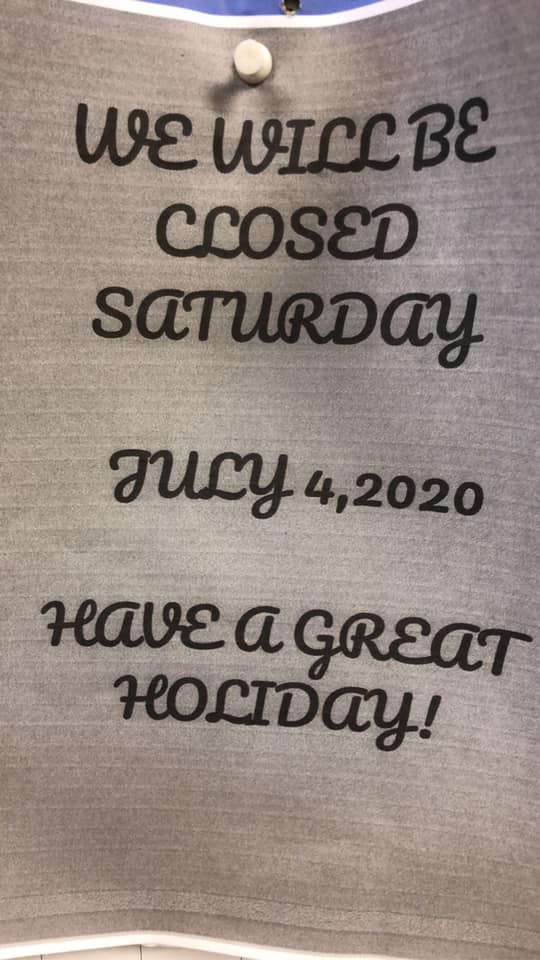 WE WILL BE
CLOSED
SATURDAY
JULY 4,2020
HAVE A GREAT
HOLIDAY!